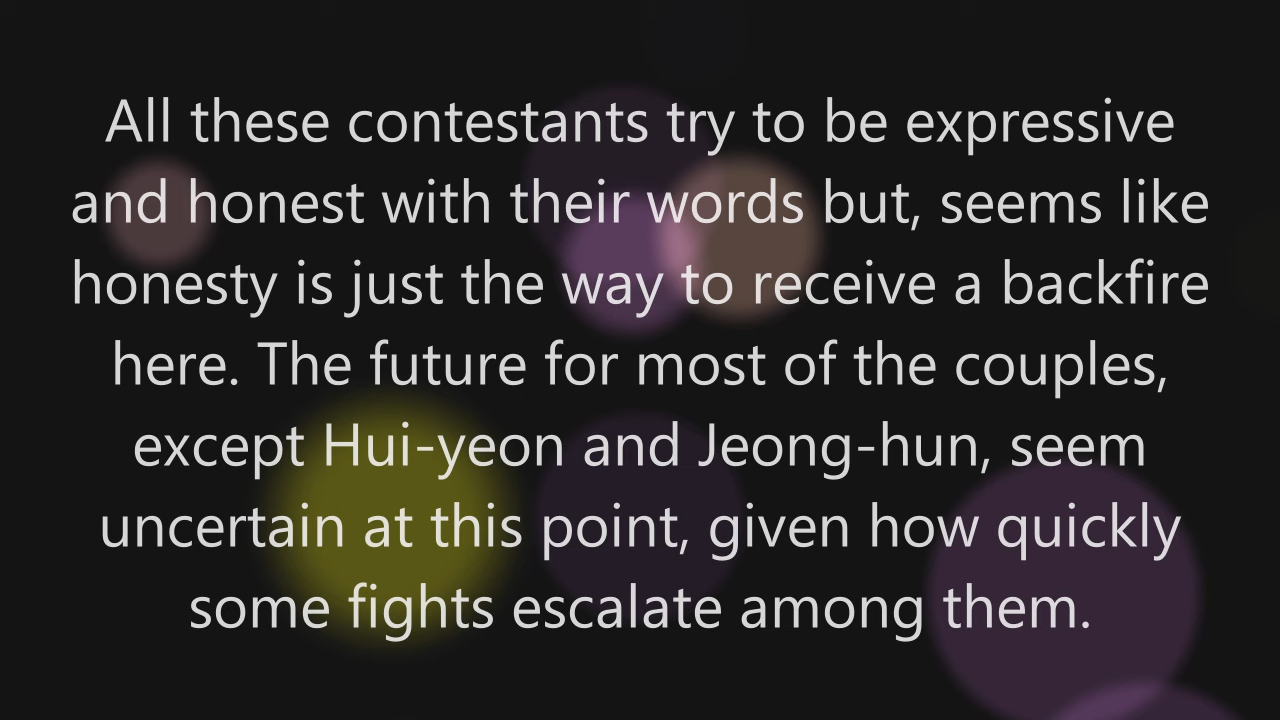 All these contestants try to be expressive
and honest with their words but, seems like
honesty is just the way to receive a backfire
here. The future for most of the couples,
except Hui-yeon and Jeong-hun, seem
uncertain at this point, given how quickly
some fights escalate among them.